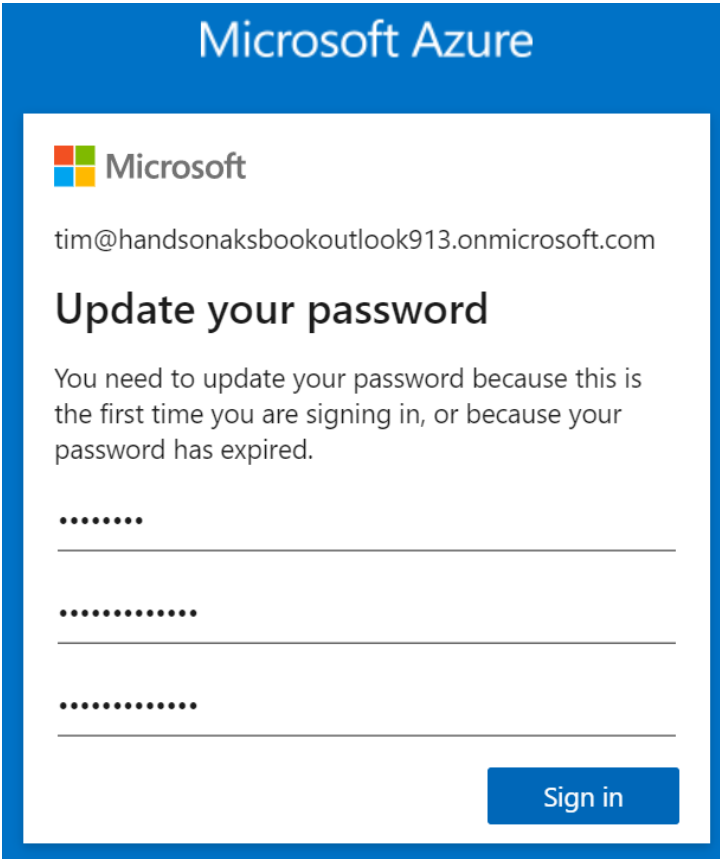 Microsoft Azure
Microsoft
tim@handsonaksbookoutlook913.onmicrosoft.com
Update your password
You need to update your password because this is
the first time you are signing in, or because your
password has expired.
••••••••
•••••••••••••
•••••••••••••
Sign in